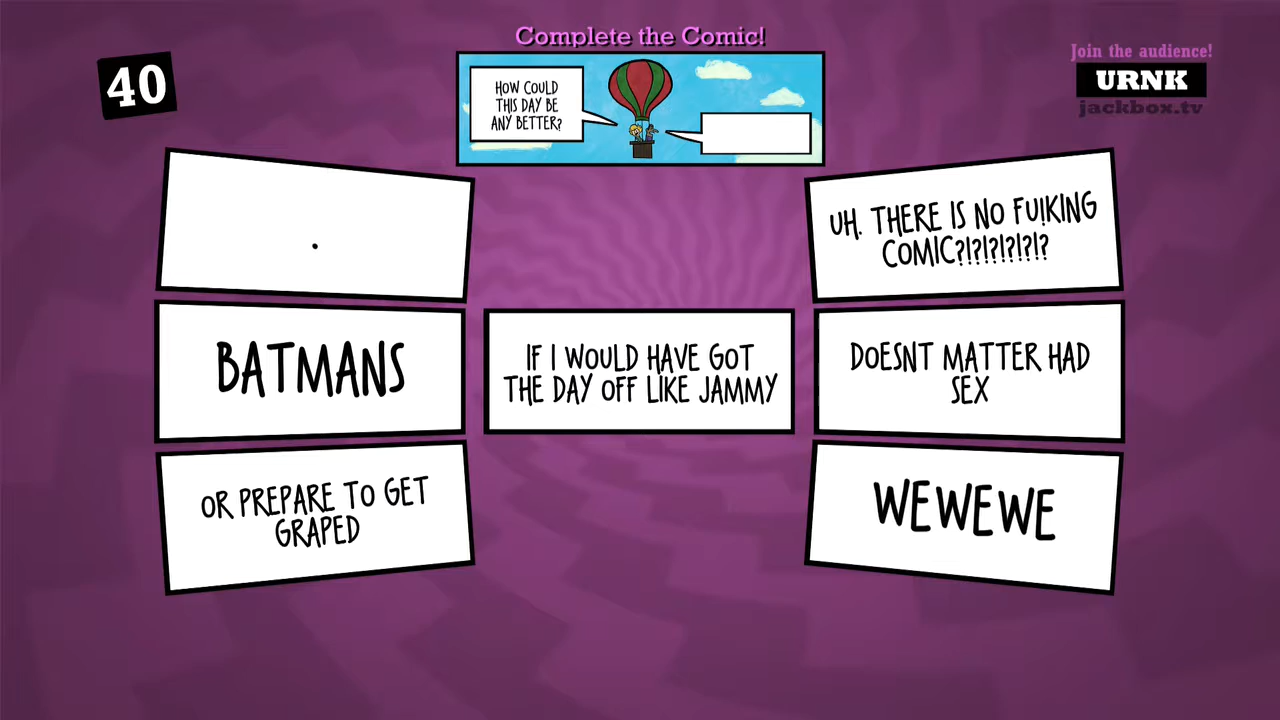 Complete the Comic!
40
HOW COULD
THIS DAY BE
ANY BETTER?
Join the audience!
URNK
jackbox.tv
.
UH. THERE IS NO FU!KING
COMIC?!?!?!?!?!?
BATMANS
IF I WOULD HAVE GOT
THE DAY OFF LIKE JAMMY
DOESNT MATTER HAD
SEX
OR PREPARE TO GET
GRAPED
WEWEWE